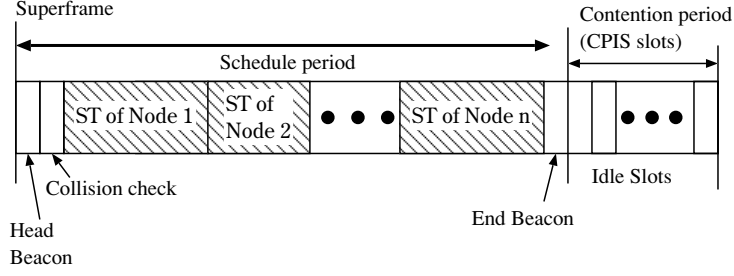 Superframe
Contention period
(CPIS slots)
Schedule period
ST of Node 1
ST of
Node 2
ST of Node n
Collision check
Idle Slots
End Beacon
Head
Beacon